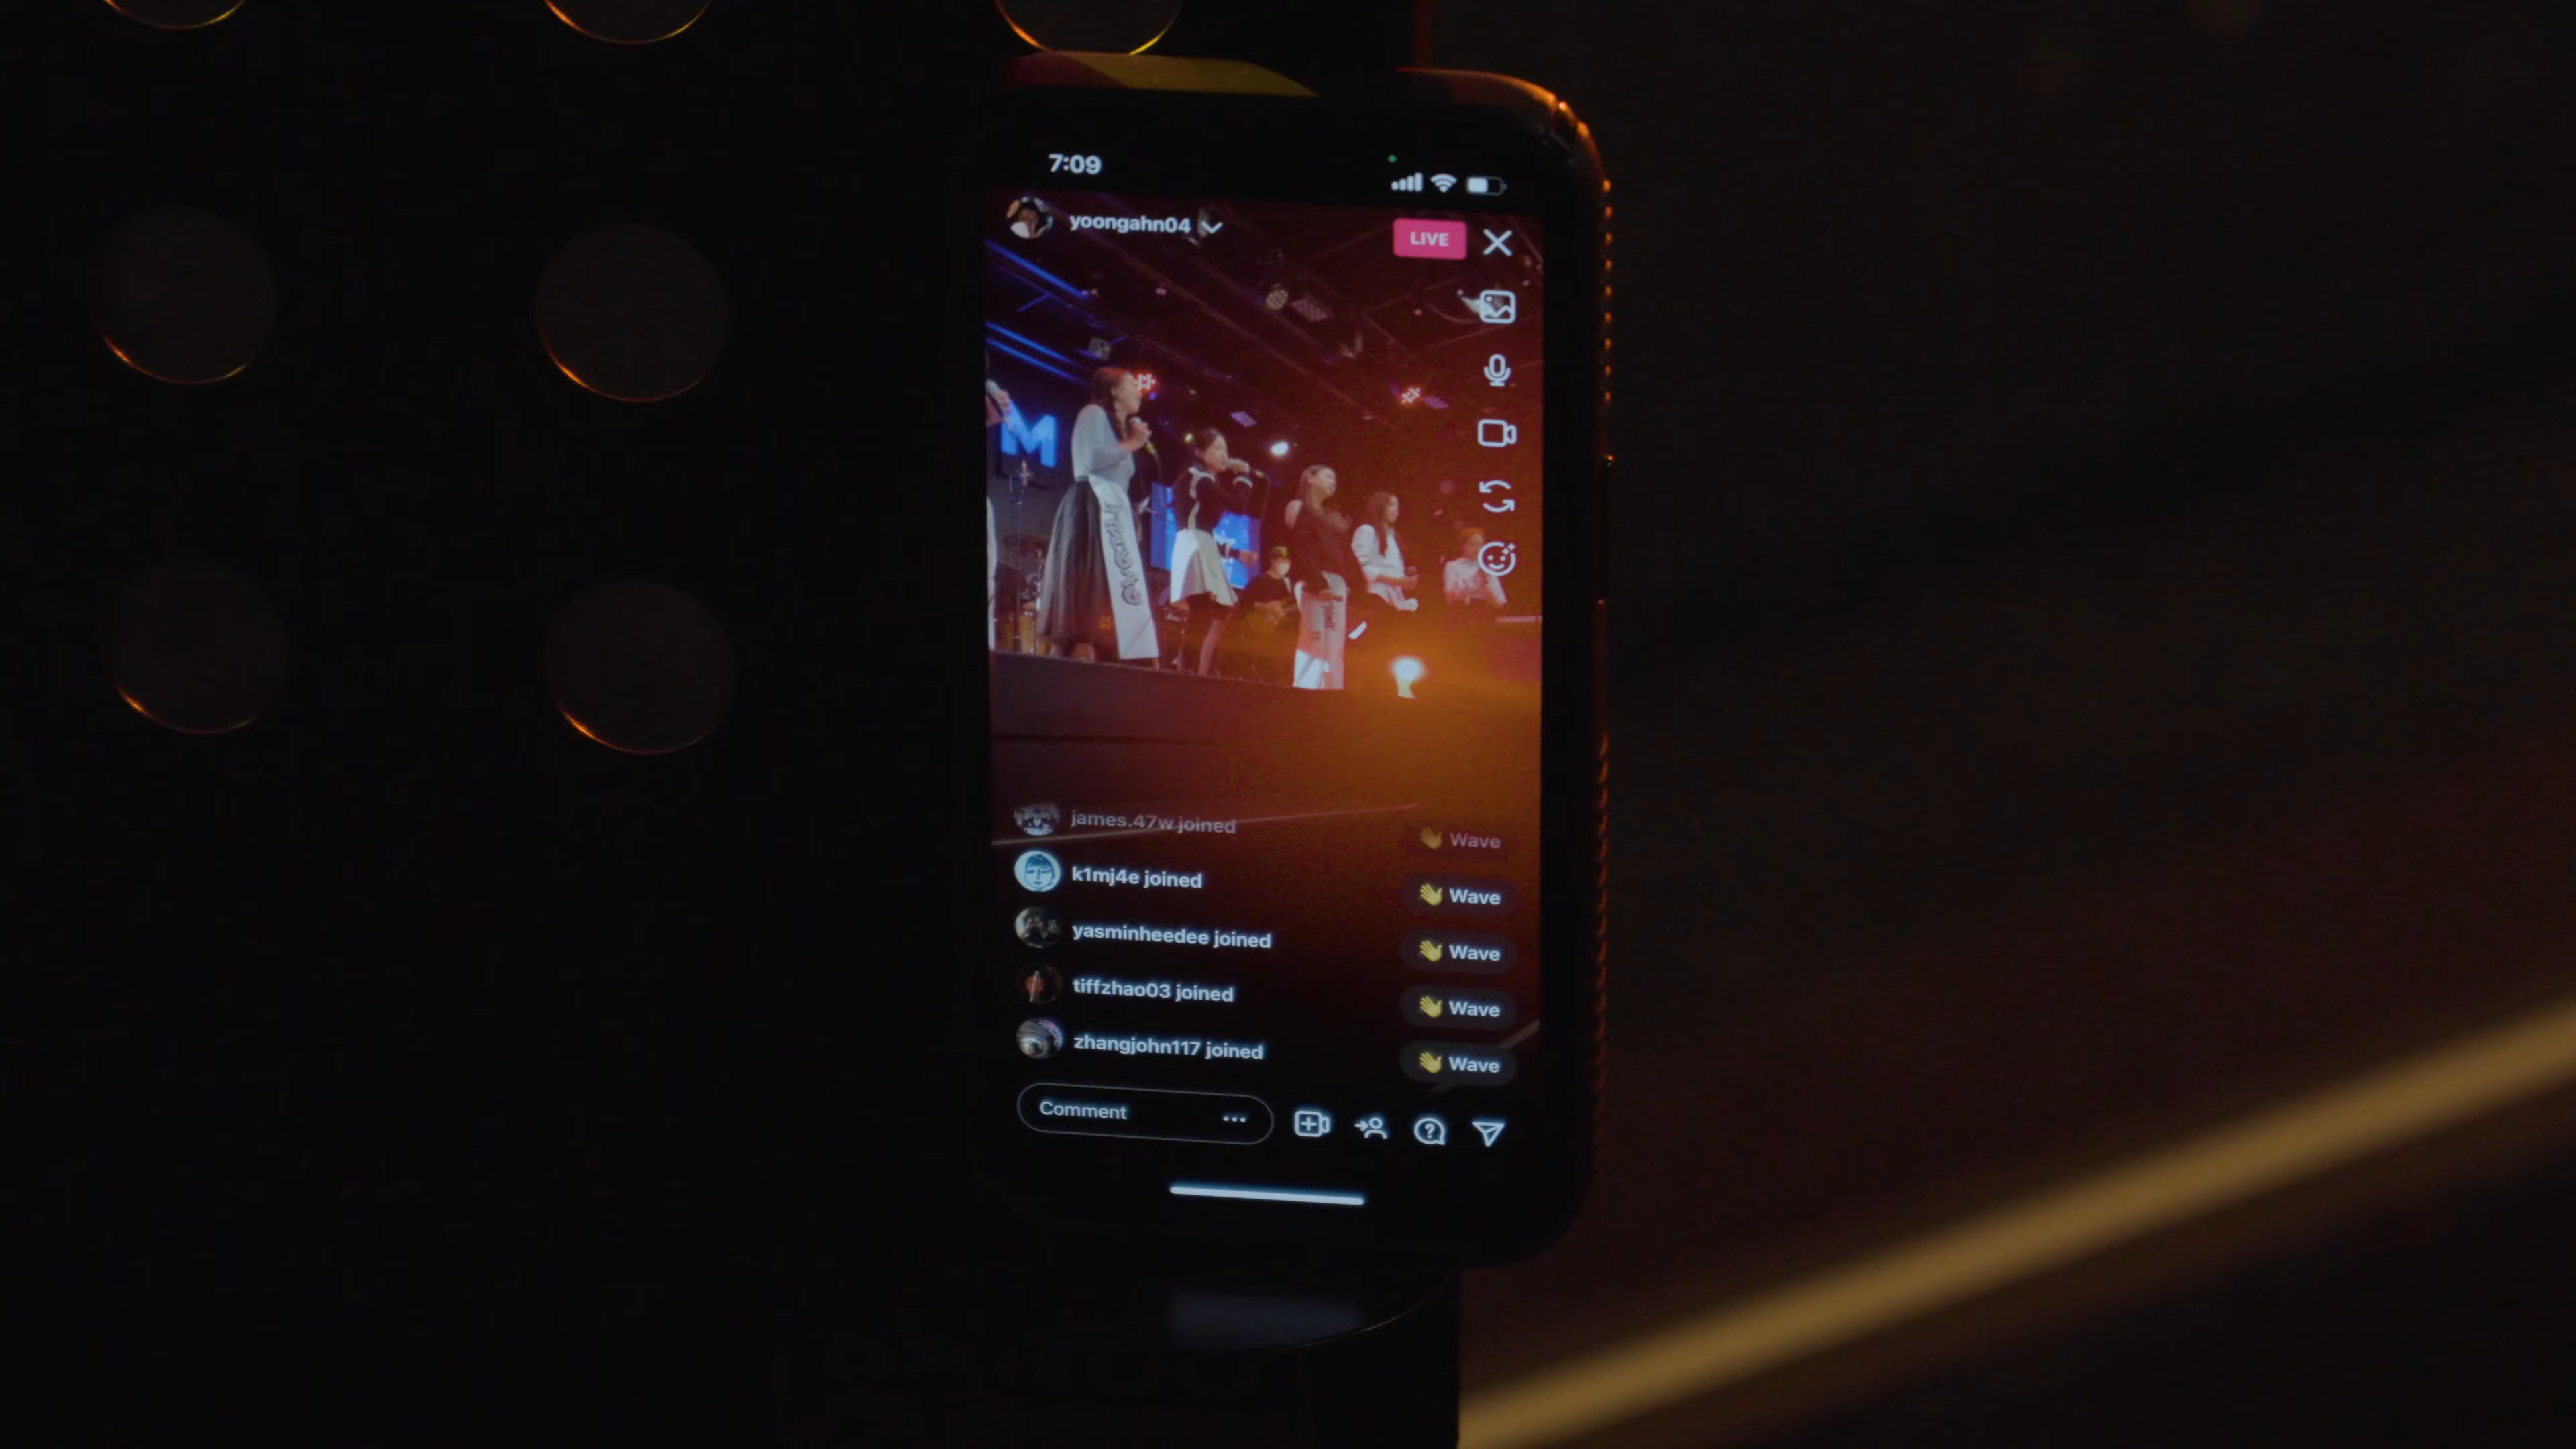 7:09
yoongahn04
LIVE
M
james.47w joined
Wave
k1mj4e joined
Wave
yasminheedee joined
Wave
tiffzhao03 joined
Wave
zhangjohn117 joined
Wave
Comment